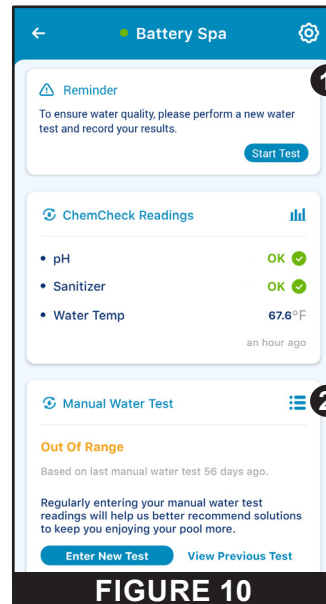 Battery Spa
Reminder
1
To ensure water quality, please perform a new water
test and record your results.
Start Test
ChemCheck Readings
• pH OK
• Sanitizer OK
• Water Temp 67.6°F
an hour ago
Manual Water Test
2
Out Of Range
Based on last manual water test 56 days ago.
Regularly entering your manual water test
readings will help us better recommend solutions
to keep you enjoying your pool more.
Enter New Test View Previous Test
FIGURE 10